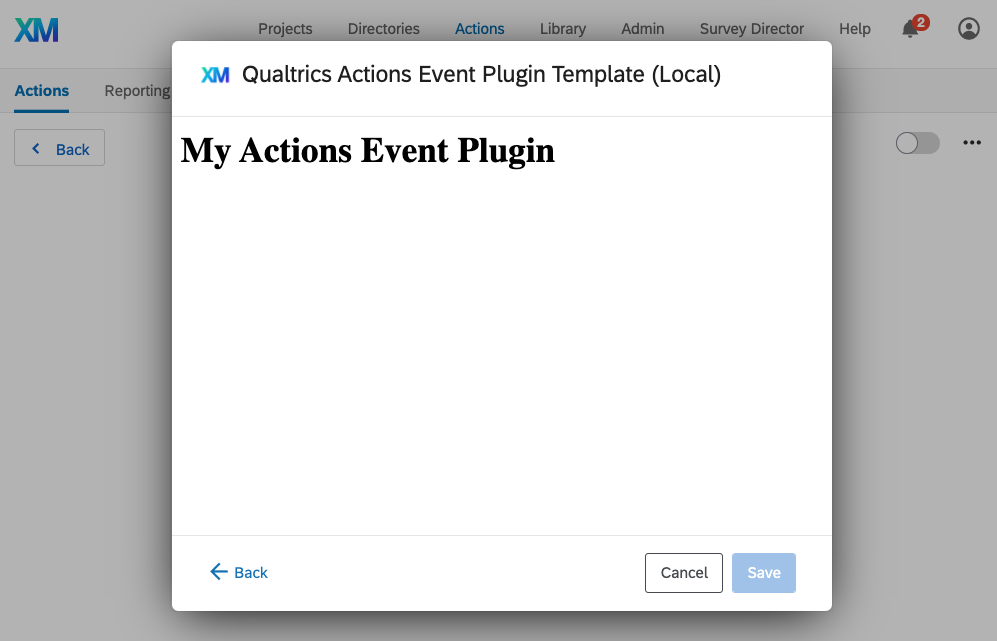 XM
Projects Directories Actions Library Admin Survey Director Help 2
Actions Reporting
Back
XM Qualtrics Actions Event Plugin Template (Local)
My Actions Event Plugin
Back Cancel Save